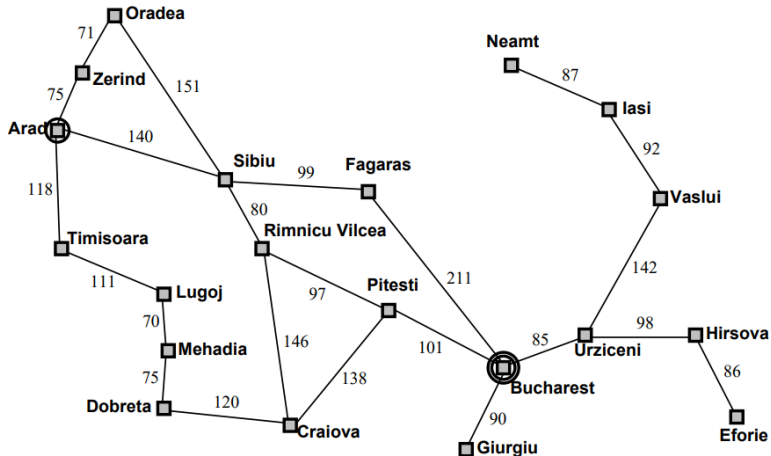 Oradea
71
Neamt
87
Zerind
151
75
Iasi
Arad
140
92
Sibiu
Fagaras
99
118
80
Vaslui
Timisoara
Rimnicu Vilcea
111
Lugoj
97
Pitesti
211
142
70
146
98
Hirsova
Mehadia
101
85
Urziceni
138
86
75
Bucharest
Dobreta
120
90
Craiova
Eforie
Giurgiu